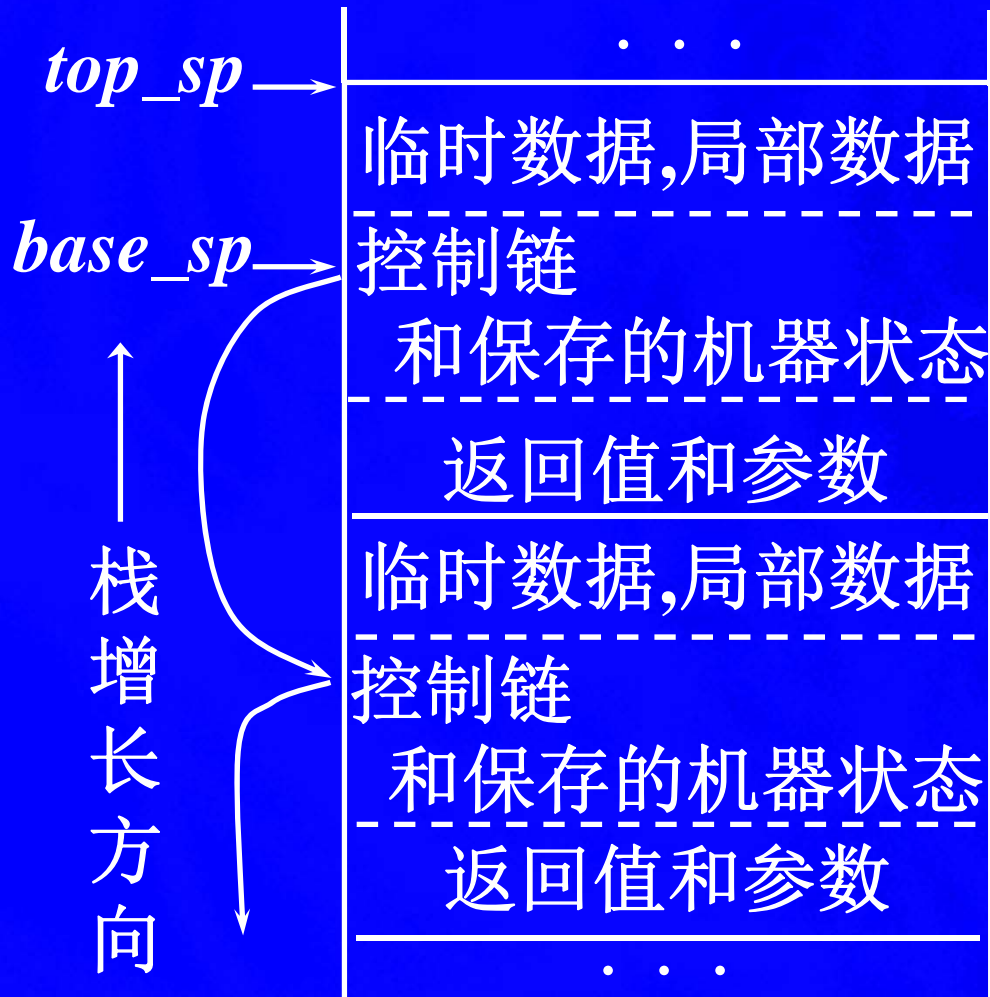 . . .
top_sp
临时数据,局部数据
base_sp
控制链
和保存的机器状态
返回值和参数
临时数据,局部数据
控制链
和保存的机器状态
返回值和参数
. . .
栈增长方向